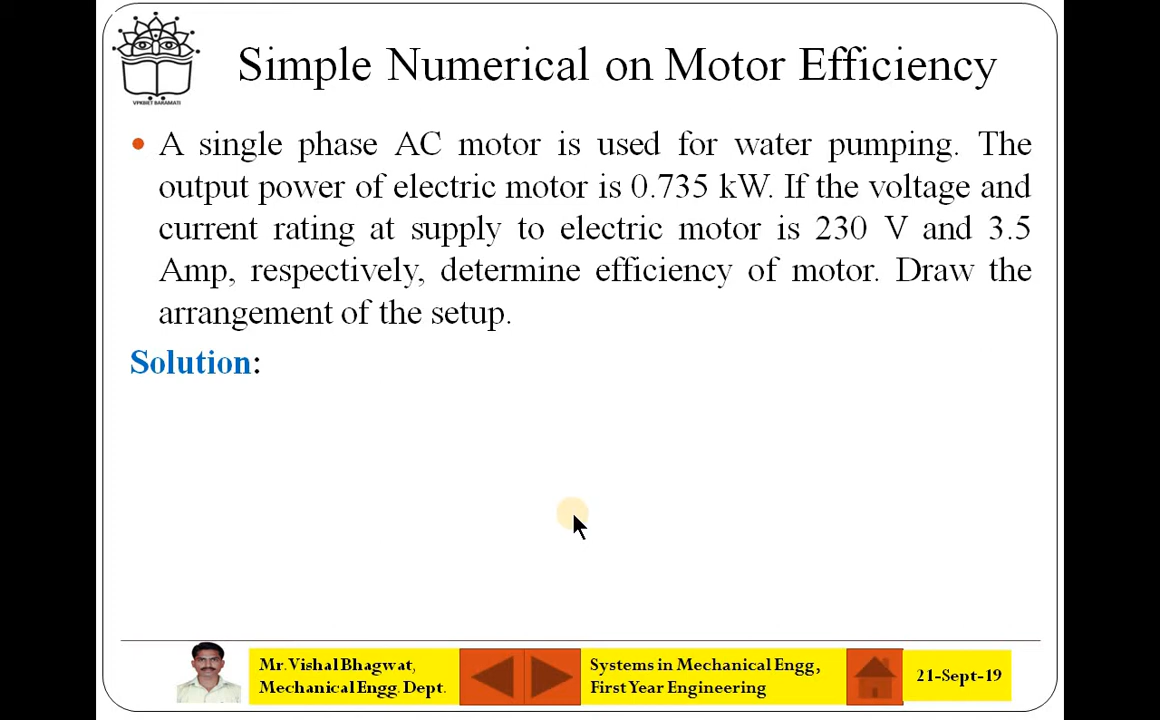 VPKBIET BARAMATI
Simple Numerical on Motor Efficiency
• A single phase AC motor is used for water pumping. The
output power of electric motor is 0.735 kW. If the voltage and
current rating at supply to electric motor is 230 V and 3.5
Amp, respectively, determine efficiency of motor. Draw the
arrangement of the setup.
Solution:
Mr. Vishal Bhagwat,
Mechanical Engg. Dept.
Systems in Mechanical Engg,
First Year Engineering
21-Sept-19